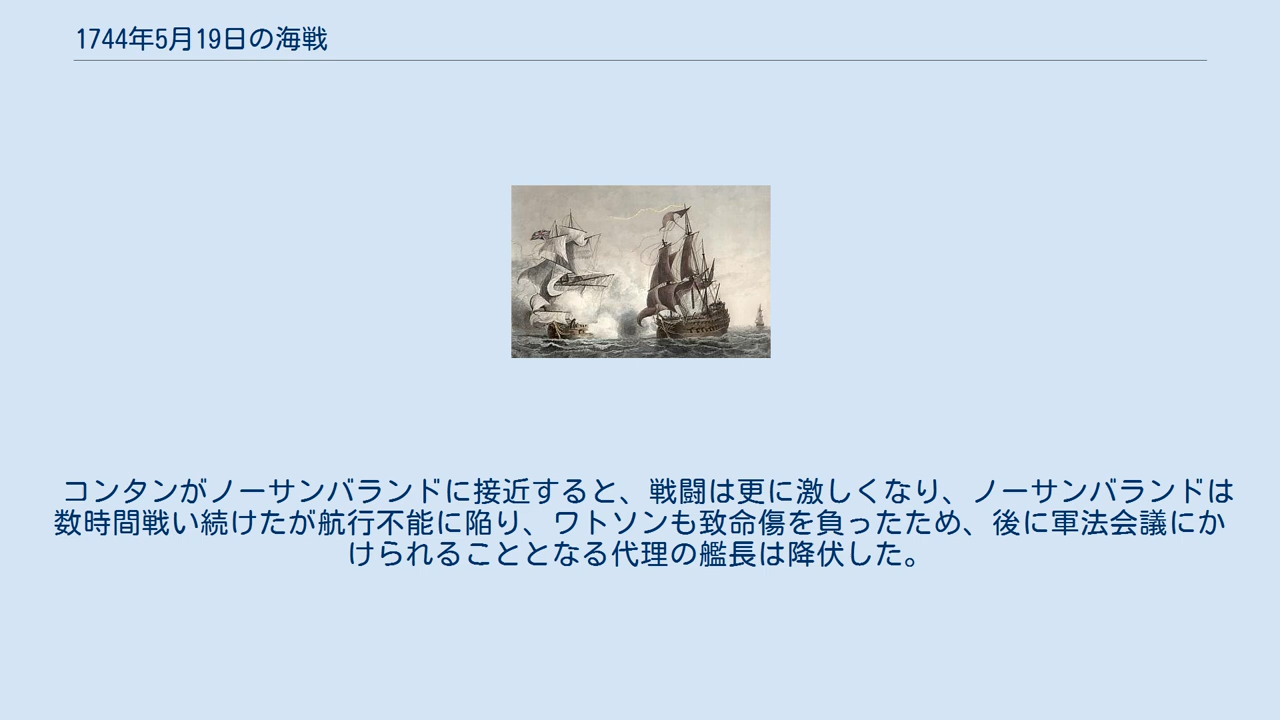 1744年5月19日の海戦
コンタンがノーサンバランドに接近すると、戦闘は更に激しくなり、ノーサンバランドは
数時間戦い続けたが航行不能に陥り、ワトソンも致命傷を負ったため、後に軍法会議にか
けられることとなる代理の艦長は降伏した。